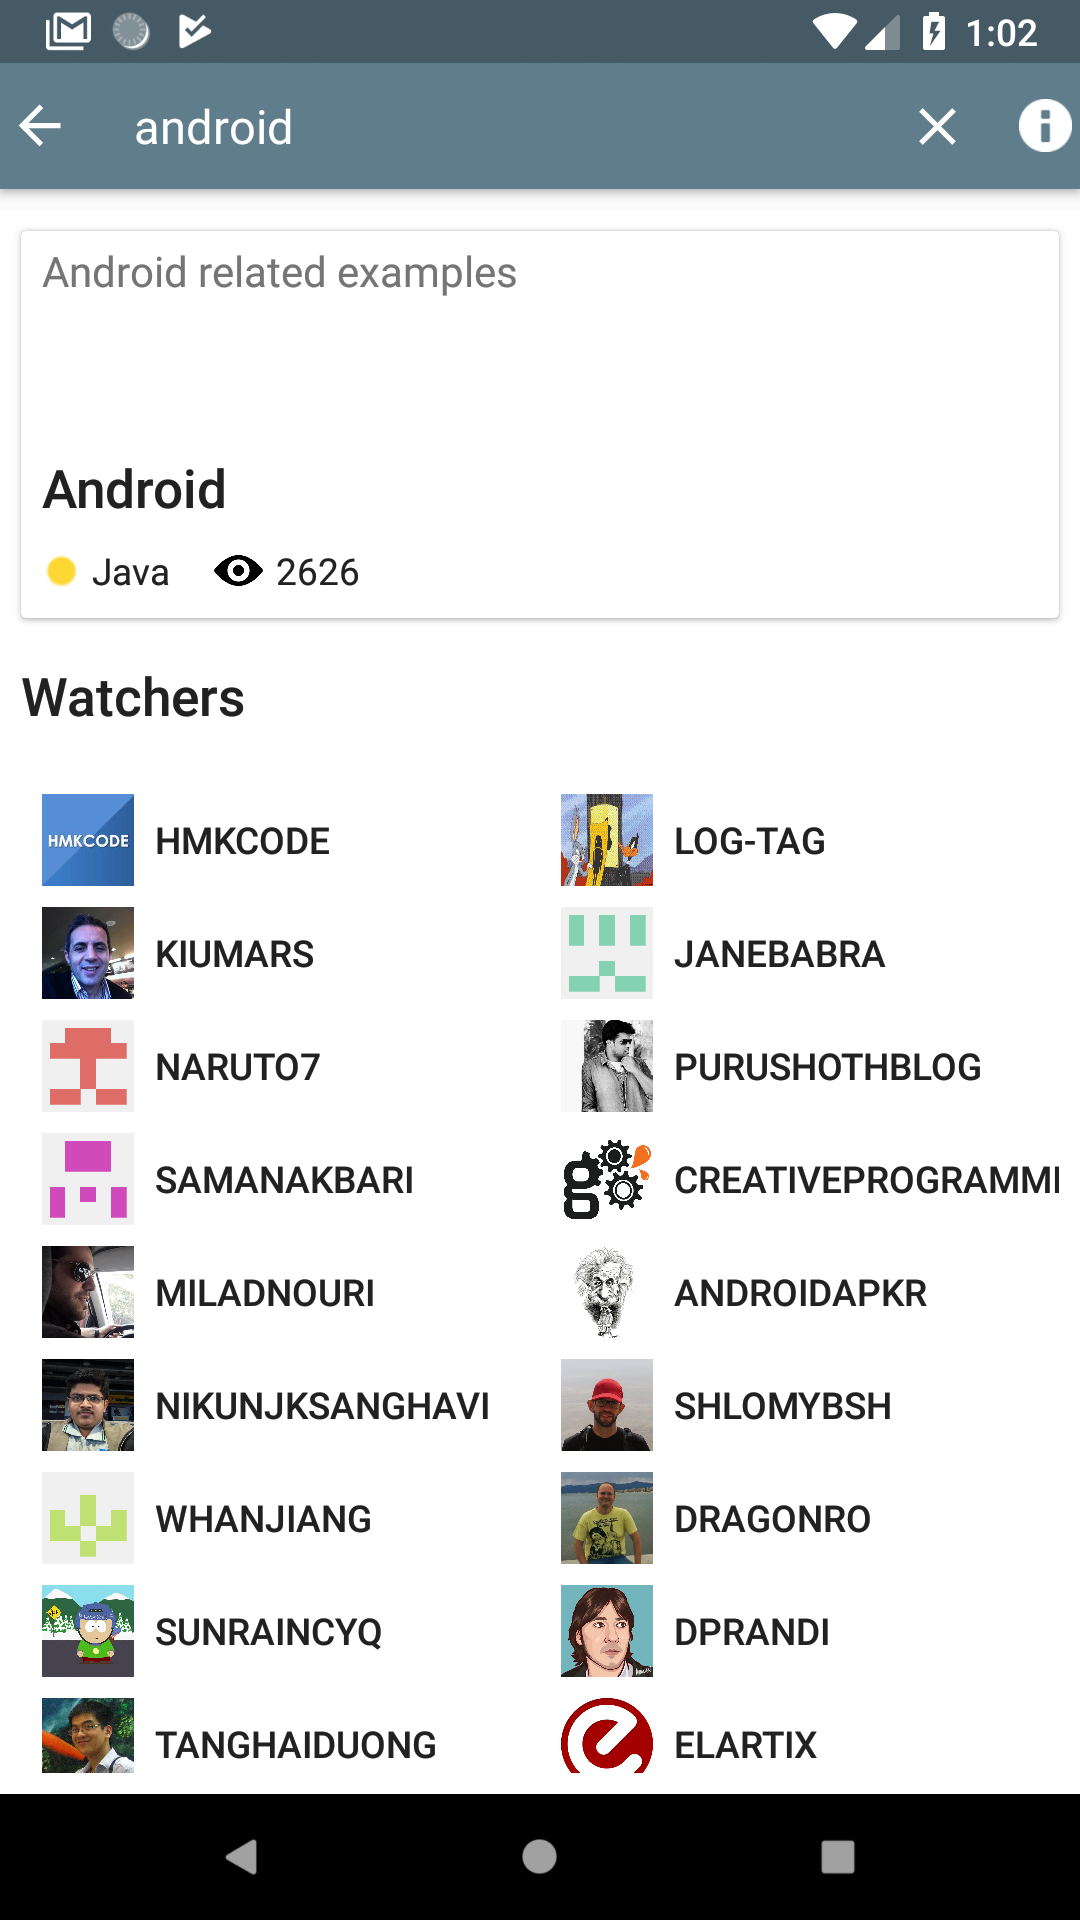 1:02
android
Android related examples
Android
Java 2626
Watchers
HMKCODE HMKCODE LOG-TAG
KIUMARS JANEBABRA
NARUTO7 PURUSHOTHBLOG
SAMANAKBARI CREATIVEPROGRAMMI
MILADNOURI ANDROIDAPKR
NIKUNJKSANGHAVI SHLOMYBSH
WHANJIANG DRAGONRO
SUNRAINCYQ DPRANDI
TANGHAIDUONG ELARTIX